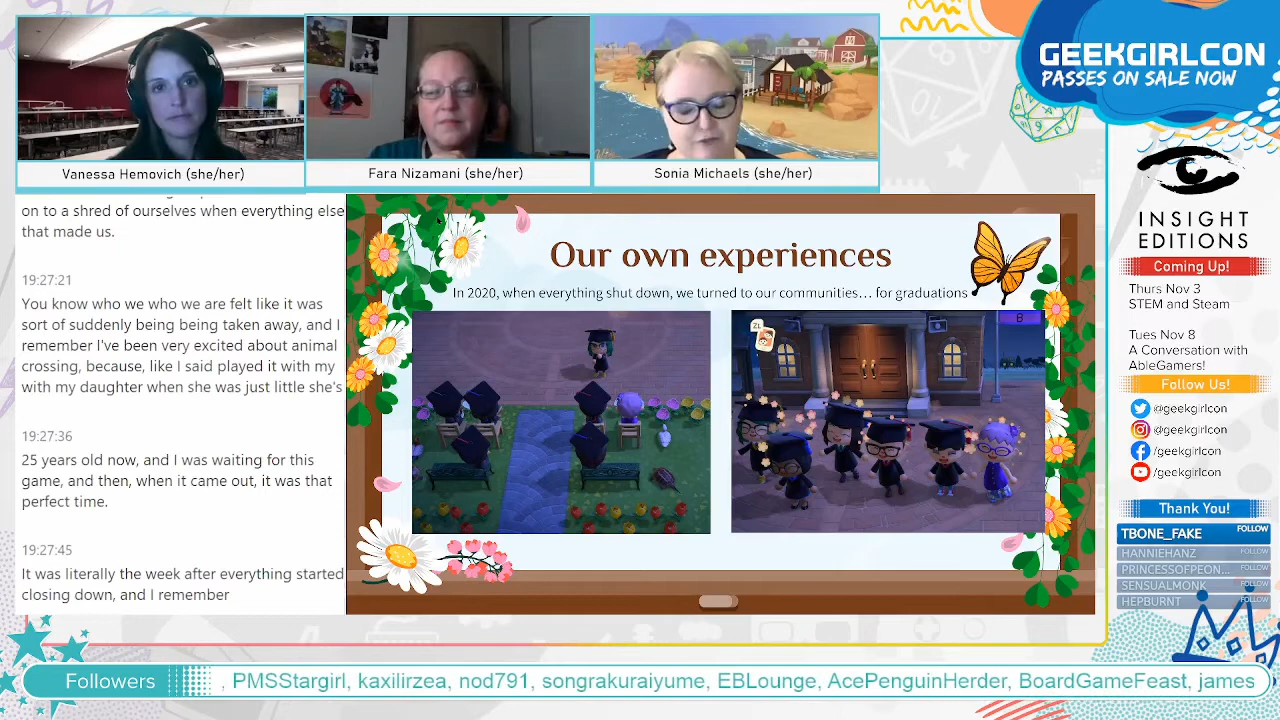 GEEKGIRLCON
PASSES ON SALE NOW
Vanessa Hemovich (she/her)
Fara Nizamani (she/her)
Sonia Michaels (she/her)
on to a shred of ourselves when everything else
that made us.
19:27:21
You know who we who we are felt like it was
sort of suddenly being being taken away, and I
remember I've been very excited about animal
crossing, because, like I said played it with my
with my daughter when she was just little she's
19:27:36
25 years old now, and I was waiting for this
game, and then, when it came out, it was that
perfect time.
19:27:45
It was literally the week after everything started
closing down, and I remember
Our own experiences
In 2020, when everything shut down, we turned to our communities... for graduations
ZL
B
INSIGHT
EDITIONS
Coming Up!
Thurs Nov 3
STEM and Steam
Tues Nov 8
A Conversation with
AbleGamers!
Follow Us!
@geekgirlcon
@geekgirlcon
/geekgirlcon
/geekgirlcon
Thank You!
TBONE_FAKE FOLLOW
HANNIEHANZ FOLLOW
PRINCESSOFPEON... FOLLOW
SENSUALMONK FOLLOW
HEPBURNT FOLLOW
Followers , PMSStargirl, kaxilirzea, nod791, songrakuraiyume, EBLounge, AcePenguinHerder, BoardGameFeast, james